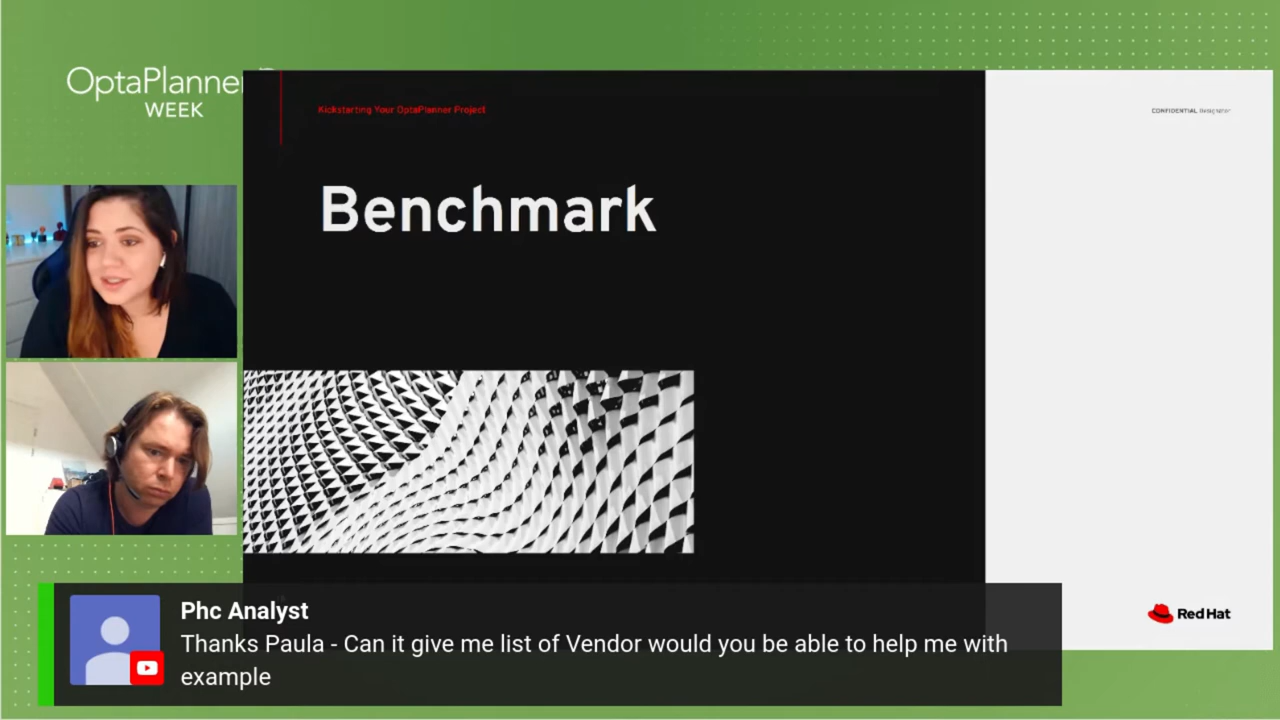 OptaPlanner
WEEK
Kickstarting Your OptaPlanner Project
CONFIDENTIAL Designator
Benchmark
Red Hat
Phc Analyst
Thanks Paula - Can it give me list of Vendor would you be able to help me with
example